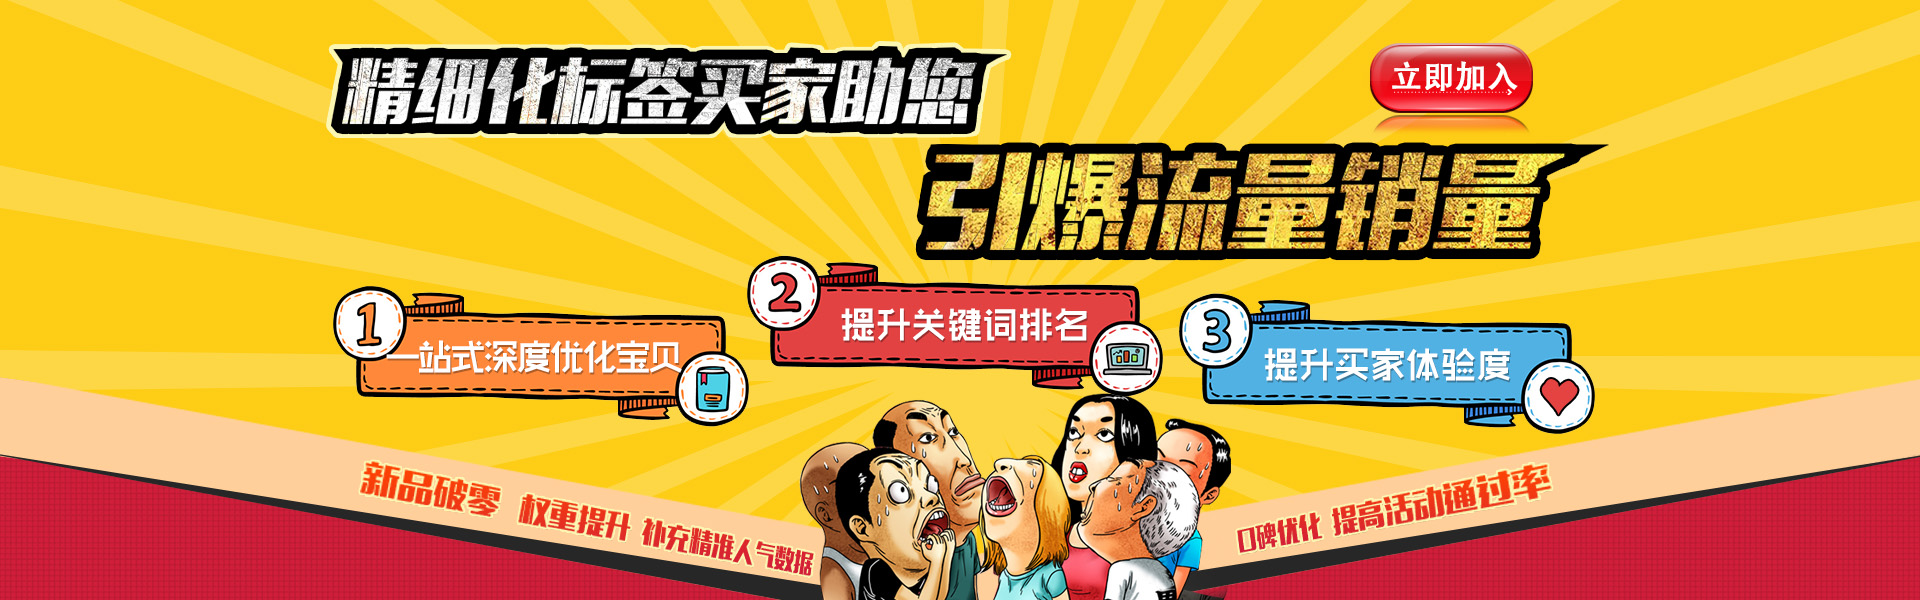 精细化标签买家助您
立即加入
引爆流量销量
1
一站式深度优化宝贝
2
提升关键词排名
3
提升买家体验度
新品破零 权重提升 补充精准人气数据
口碑优化 提高活动通过率